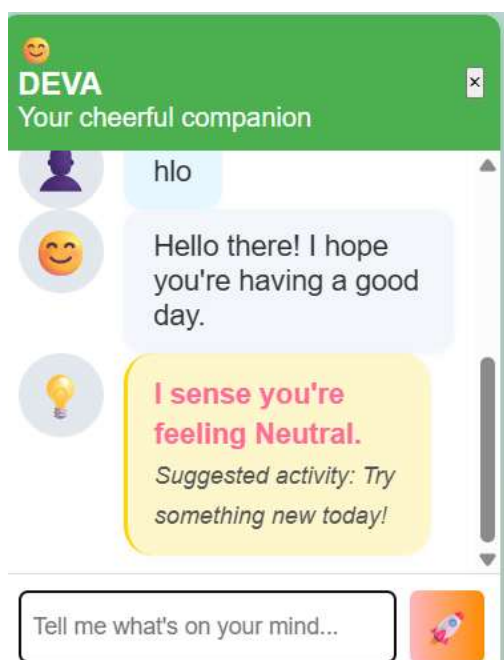 DEVA
×
Your cheerful companion
hlo
Hello there! I hope
you're having a good
day.
I sense you're
feeling Neutral.
Suggested activity: Try
something new today!
Tell me what's on your mind...